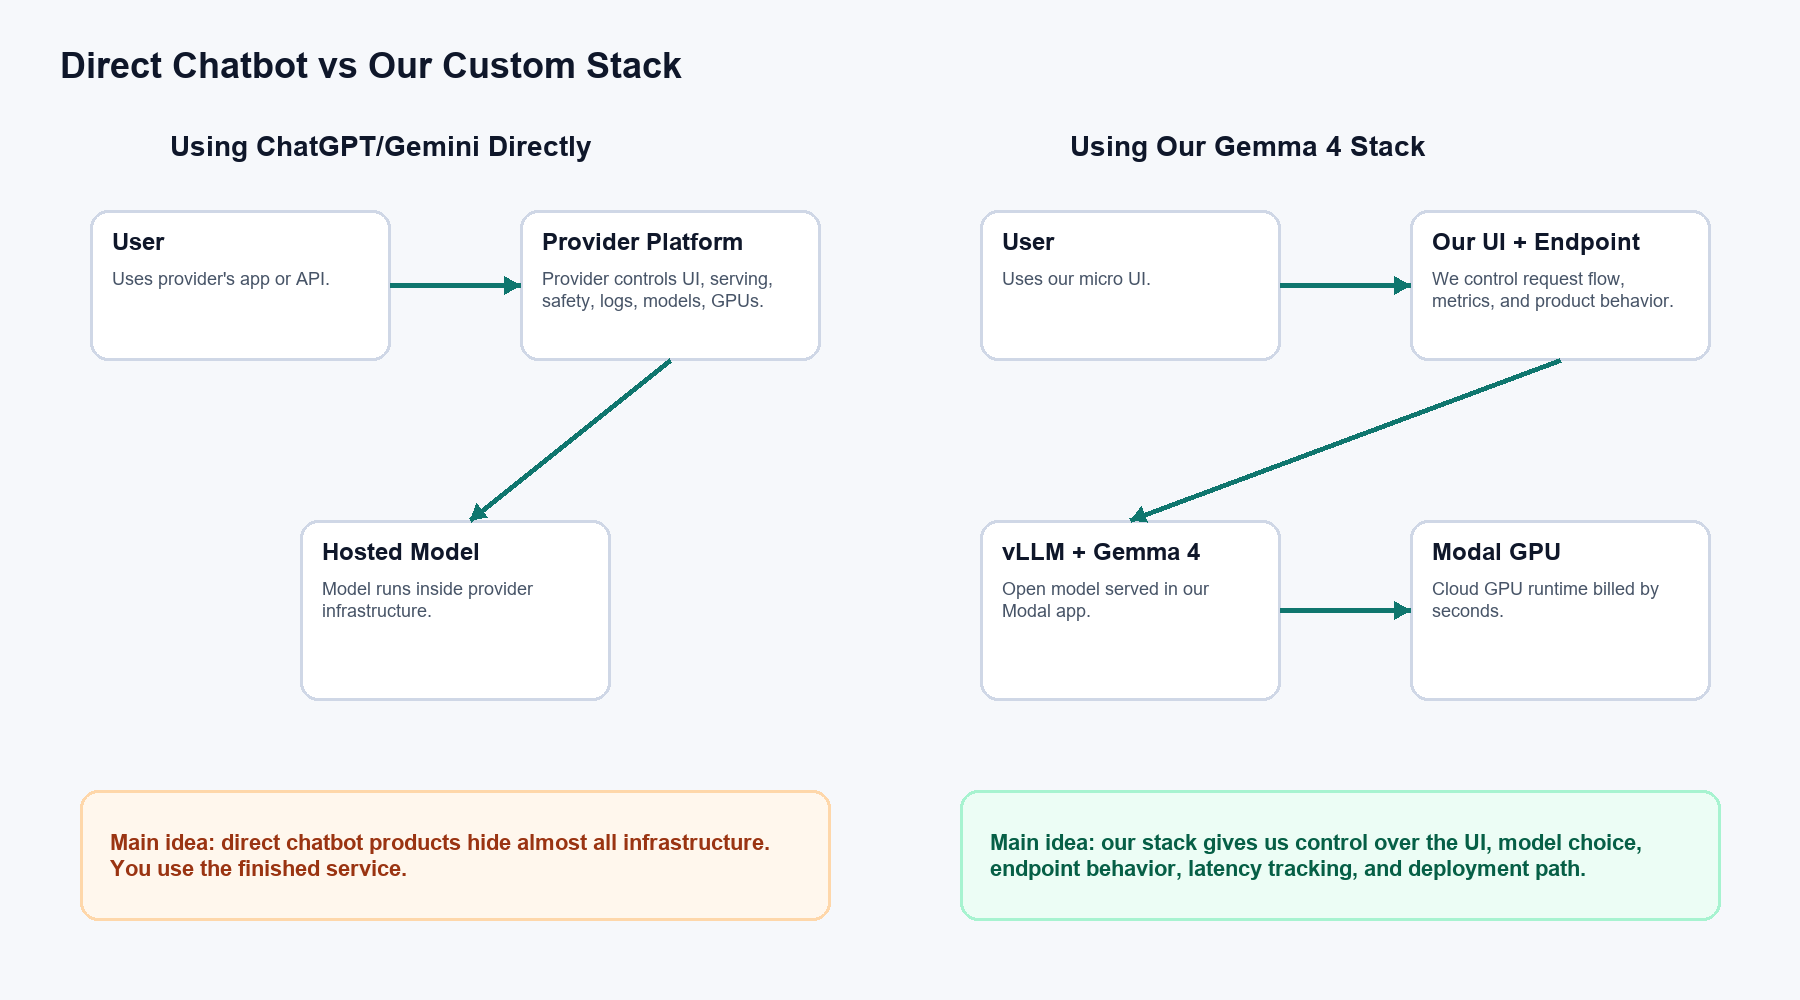 Direct Chatbot vs Our Custom Stack
Using ChatGPT/Gemini Directly
User
Uses provider's app or API.
Provider Platform
Provider controls UI, serving,
safety, logs, models, GPUs.
Hosted Model
Model runs inside provider
infrastructure.
Main idea: direct chatbot products hide almost all infrastructure.
You use the finished service.
Using Our Gemma 4 Stack
User
Uses our micro UI.
Our UI + Endpoint
We control request flow,
metrics, and product behavior.
vLLM + Gemma 4
Open model served in our
Modal app.
Modal GPU
Cloud GPU runtime billed by
seconds.
Main idea: our stack gives us control over the UI, model choice,
endpoint behavior, latency tracking, and deployment path.